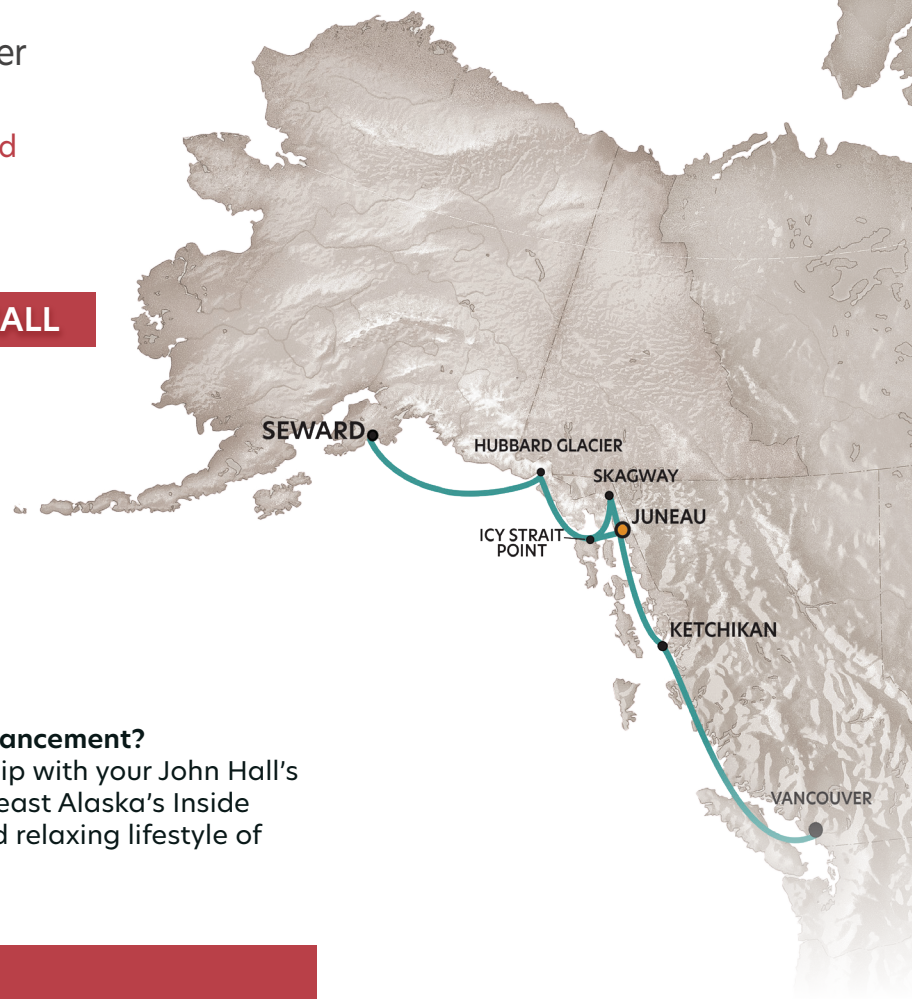 er
d
ALL
SEWARD
HUBBARD GLACIER
SKAGWAY
JUNEAU
ICY STRAIT
POINT
KETCHIKAN
ancement?
ip with your John Hall’s
east Alaska’s Inside
d relaxing lifestyle of
VANCOUVER